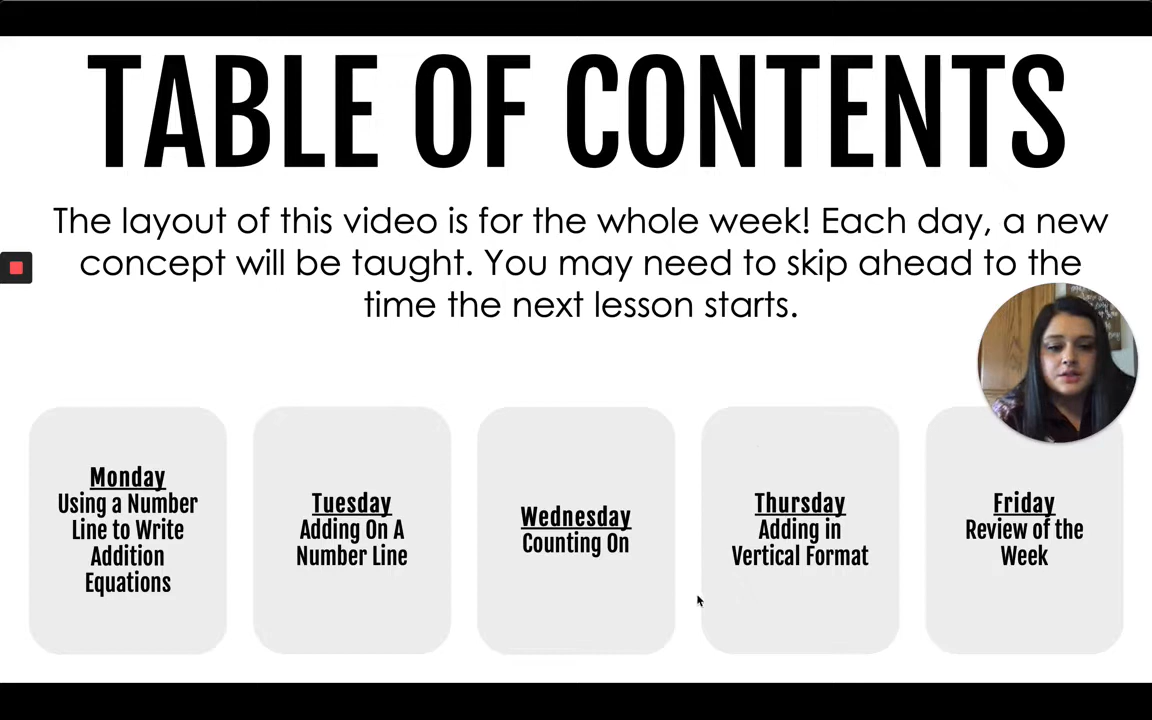 TABLE OF CONTENTS
The layout of this video is for the whole week! Each day, a new
concept will be taught. You may need to skip ahead to the
time the next lesson starts.
Monday
Using a Number
Line to Write
Addition
Equations
Tuesday
Adding On A
Number Line
Wednesday
Counting On
Thursday
Adding in
Vertical Format
Friday
Review of the
Week